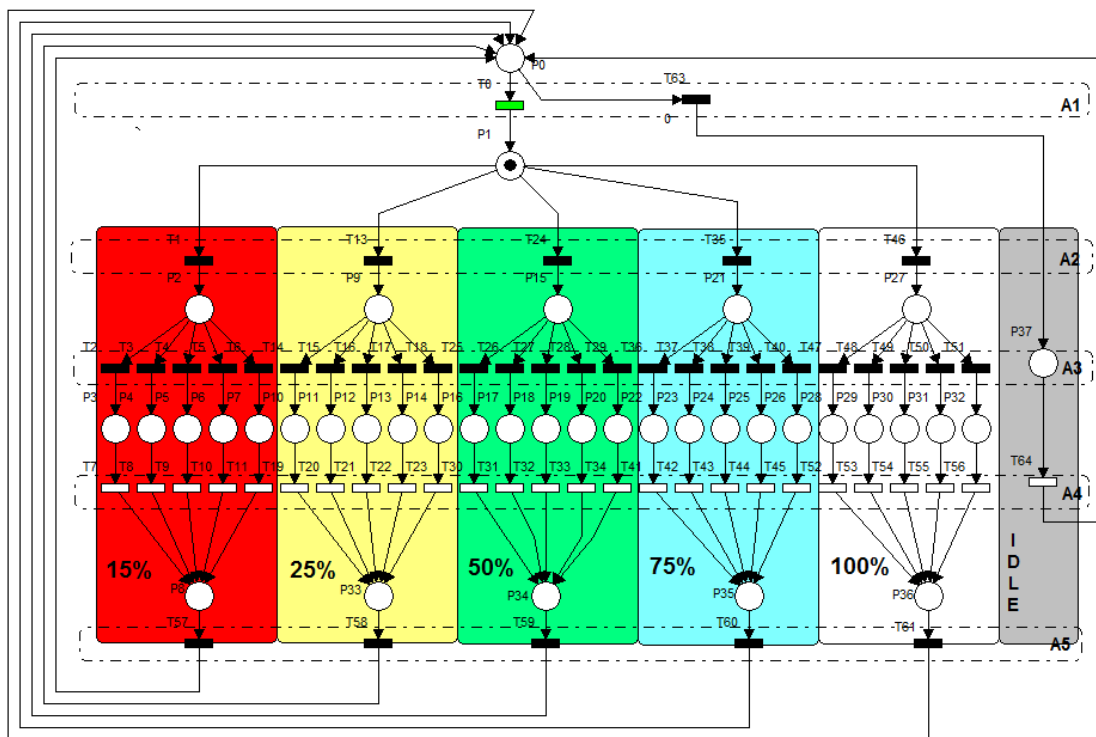 P0
T0 T63
A1
0
P1
T1 T13 T24 T35 T46
A2
P2 P9 P15 P21 P27
P37
T2 T3 T4 T5 T6 T14 T15 T16 T17 T18 T25 T26 T27 T28 T29 T36 T37 T38 T39 T40 T47 T48 T49 T50 T51
A3
P3 P4 P5 P6 P7 P10 P11 P12 P13 P14 P16 P17 P18 P19 P20 P22 P23 P24 P25 P26 P28 P29 P30 P31 P32
T7 T8 T9 T10 T11 T19 T20 T21 T22 T23 T30 T31 T32 T33 T34 T41 T42 T43 T44 T45 T52 T53 T54 T55 T56 T64
A4
15% 25% 50% 75% 100%
P8 P33 P34 P35 P36
I
D
L
E
T57 T58 T59 T60 T61
A5